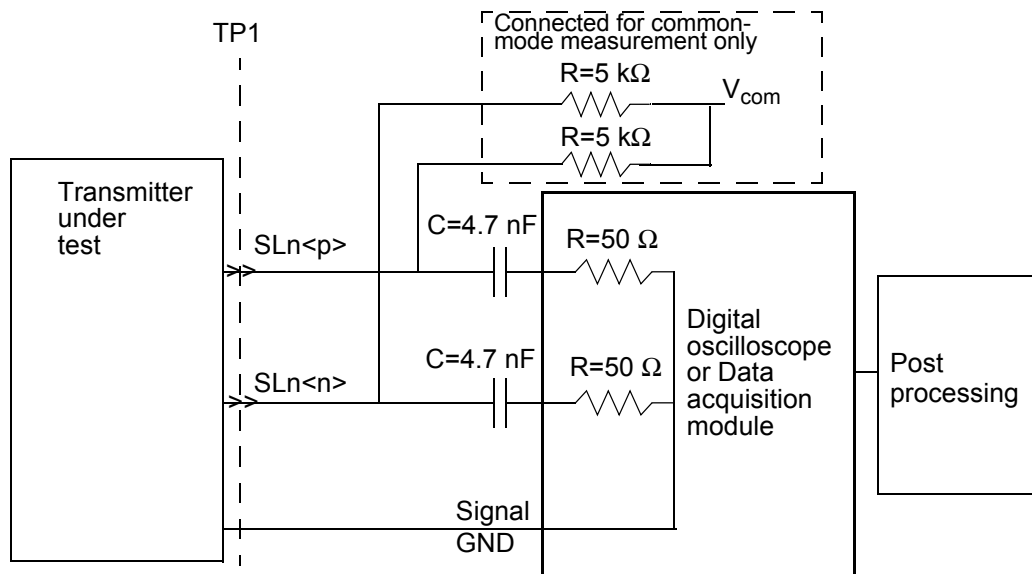 TP1
Connected for common-
mode measurement only
R=5 kΩ
Vcom
R=5 kΩ
Transmitter
under
test
SLn<p>
C=4.7 nF
R=50 Ω
SLn<n>
C=4.7 nF
R=50 Ω
Digital
oscilloscope
or Data
acquisition
module
Post
processing
Signal
GND